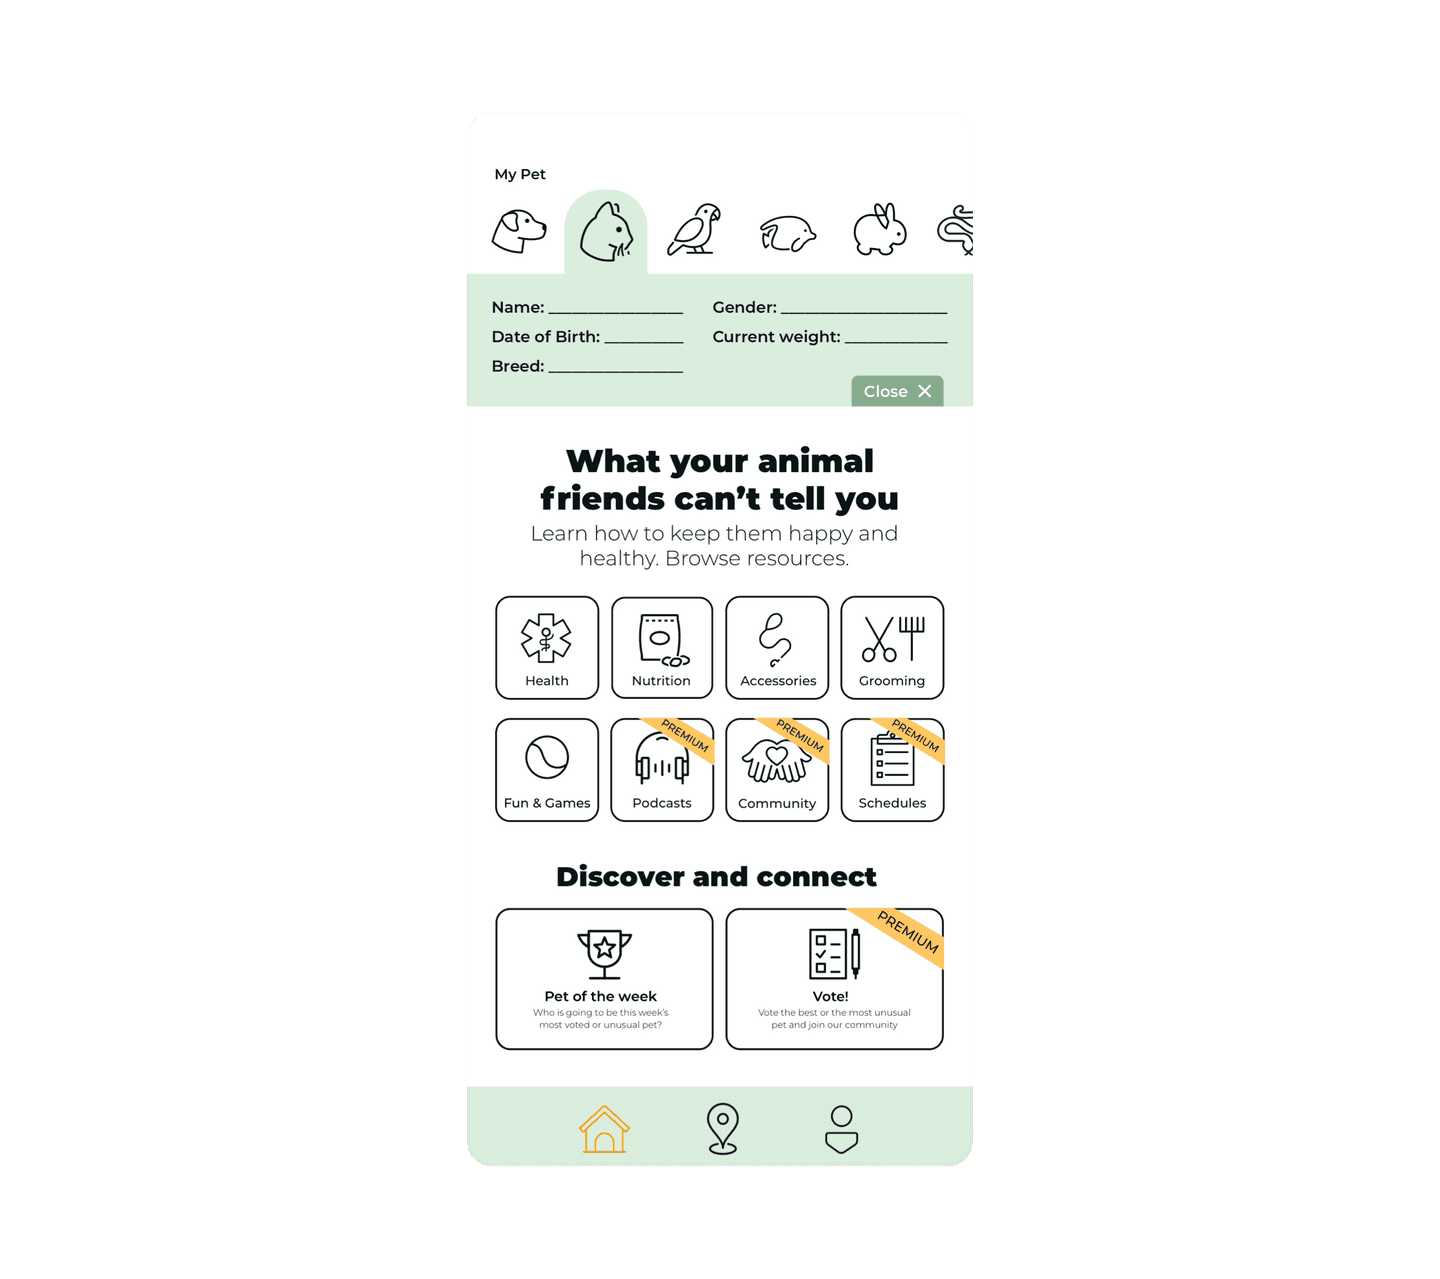 My Pet
Name: _______________ Gender: ___________________
Date of Birth: _________ Current weight: ____________
Breed: _______________
Close
What your animal
friends can’t tell you
Learn how to keep them happy and
healthy. Browse resources.
Health
Nutrition
Accessories
Grooming
Fun & Games
PREMIUM
Podcasts
PREMIUM
Community
PREMIUM
Schedules
Discover and connect
Pet of the week
Who is going to be this week’s
most voted or unusual pet?
PREMIUM
Vote!
Vote the best or the most unusual
pet and join our community